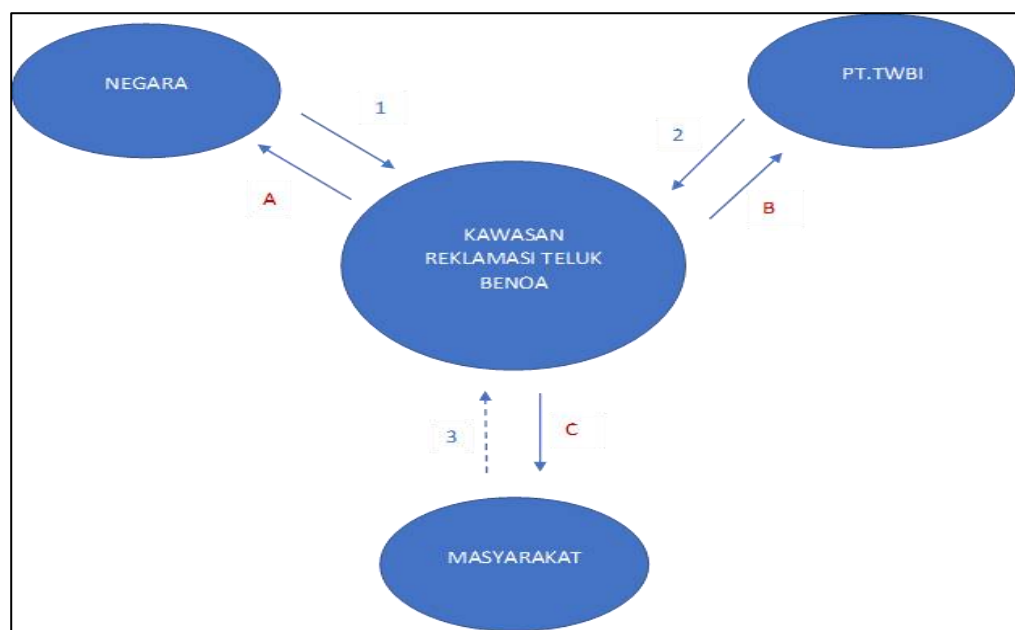 NEGARA
PT.TWBI
1
2
A
B
KAWASAN
REKLAMASI TELUK
BENOA
3
C
MASYARAKAT